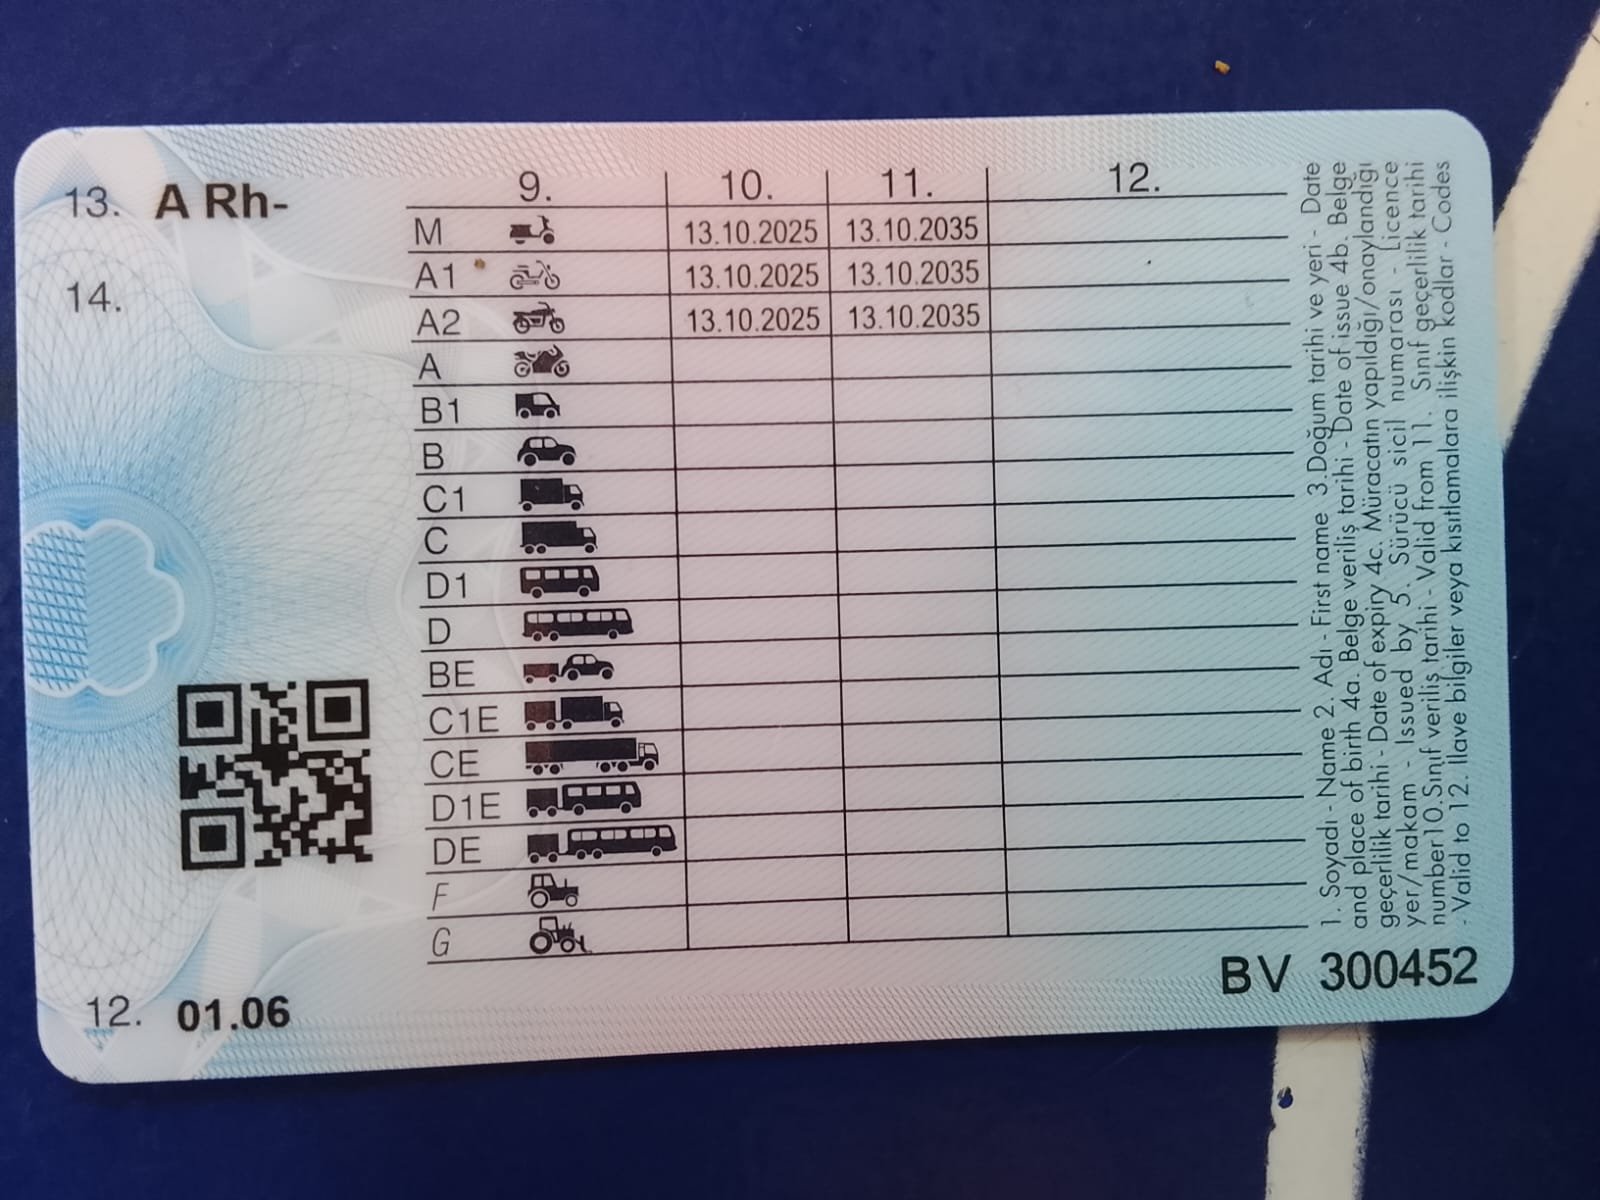 13. A Rh-
14.
9. 10. 11. 12.
M 13.10.2025 13.10.2035
A1 13.10.2025 13.10.2035
A2 13.10.2025 13.10.2035
A
B1
B
C1
C
D1
D
BE
C1E
CE
D1E
DE
F
G
12. 01.06
1. Soyadı - Name 2. Adı - First name 3.Doğum tarihi ve yeri - Date
and place of birth 4a. Belge veriliş tarihi - Date of issue 4b. Belge
geçerlilik tarihi - Date of expiry 4c. Müracatın yapıldığı/onaylandığı
yer/makam - Issued by 5. Sürücü sicil numarası - Licence
number10.Sınıf veriliş tarihi - Valid from 11. Sınıf geçerlilik tarihi
- Valid to 12. İlave bilgiler veya kısıtlamalara ilişkin kodlar - Codes
BV 300452